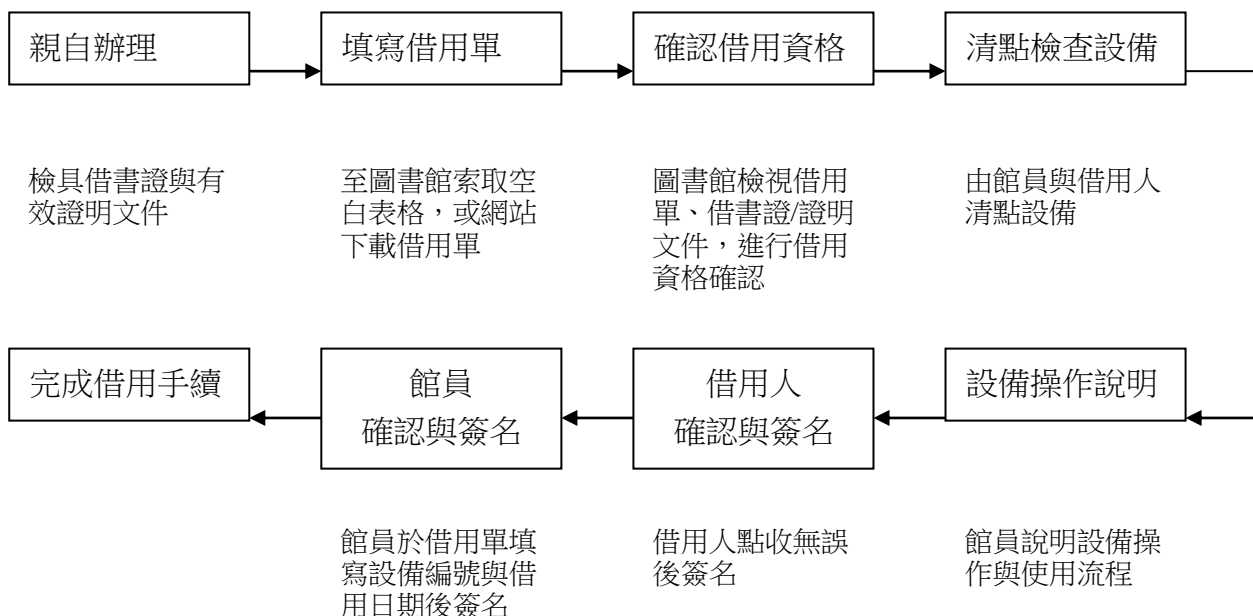 親自辦理
填寫借用單
確認借用資格
清點檢查設備
檢具借書證與有
效證明文件
至圖書館索取空
白表格，或網站
下載借用單
圖書館檢視借用
單、借書證/證明
文件，進行借用
資格確認
由館員與借用人
清點設備
完成借用手續
館員
確認與簽名
借用人
確認與簽名
設備操作說明
館員於借用單填
寫設備編號與借
用日期後簽名
借用人點收無誤
後簽名
館員說明設備操
作與使用流程